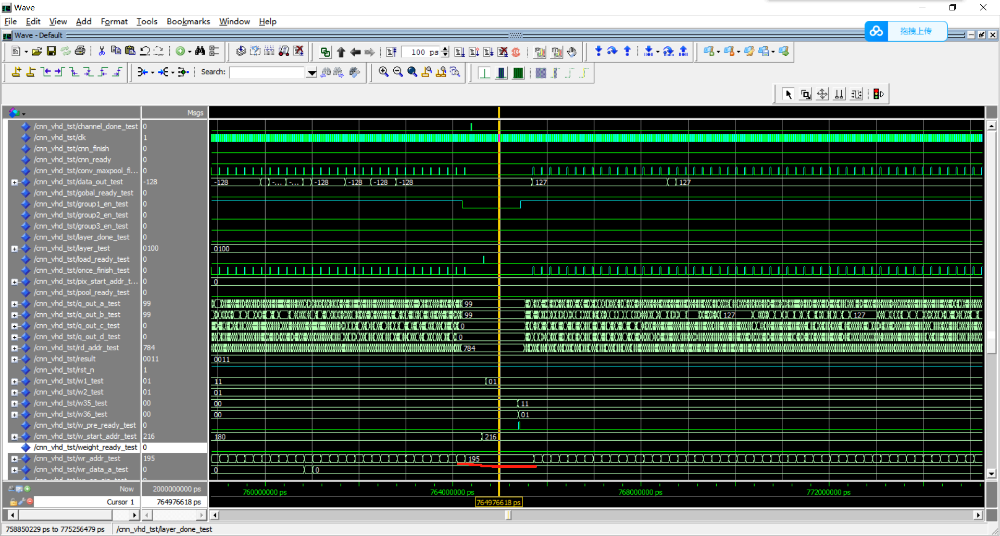 Wave
File Edit View Add Format Tools Bookmarks Window Help
拖拽上传
Wave - Default
100 ps
Search:
Msgs
/cnn_vhd_tst/channel_done_test 0
/cnn_vhd_tst/clk 1
/cnn_vhd_tst/cnn_finish 0
/cnn_vhd_tst/cnn_ready 0
/cnn_vhd_tst/conv_maxpool_fi... 0
/cnn_vhd_tst/data_out_test -128 -128 -... -... -128 -128 -128 -128 127 127
/cnn_vhd_tst/gobal_ready_test 0
/cnn_vhd_tst/group1_en_test 0
/cnn_vhd_tst/group2_en_test 0
/cnn_vhd_tst/group3_en_test 0
/cnn_vhd_tst/layer_done_test 0
/cnn_vhd_tst/layer_test 0100 0100
/cnn_vhd_tst/load_ready_test 0
/cnn_vhd_tst/once_finish_test 0
/cnn_vhd_tst/pix_start_addr_t... 0 0
/cnn_vhd_tst/pool_ready_test 0
/cnn_vhd_tst/q_out_a_test 99 99
/cnn_vhd_tst/q_out_b_test 99 99 127 127
/cnn_vhd_tst/q_out_c_test 0 0
/cnn_vhd_tst/q_out_d_test 0 0
/cnn_vhd_tst/rd_addr_test 784 784
/cnn_vhd_tst/result 0011 0011
/cnn_vhd_tst/rst_n 1
/cnn_vhd_tst/w1_test 01 11 01
/cnn_vhd_tst/w2_test 01 01
/cnn_vhd_tst/w35_test 00 00 11
/cnn_vhd_tst/w36_test 00 00 01
/cnn_vhd_tst/w_pre_ready_test 0
/cnn_vhd_tst/w_start_addr_test 216 180 216
/cnn_vhd_tst/weight_ready_test 0
/cnn_vhd_tst/wr_addr_test 195 195
/cnn_vhd_tst/wr_data_a_test 0 0 0
Now 2000000000 ps 760000000 ps 764000000 ps 768000000 ps 772000000 ps
Cursor 1 764976618 ps 764976618 ps
758850229 ps to 775256479 ps /cnn_vhd_tst/layer_done_test